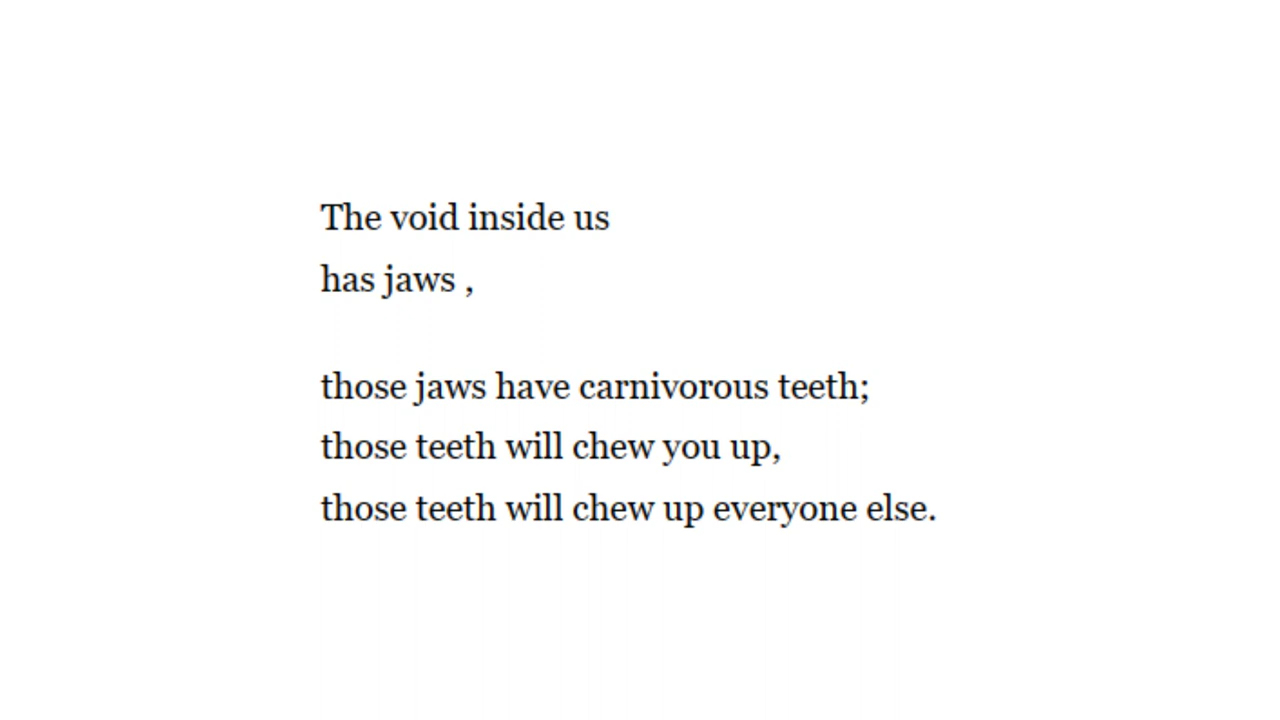 The void inside us
has jaws ,
those jaws have carnivorous teeth;
those teeth will chew you up,
those teeth will chew up everyone else.